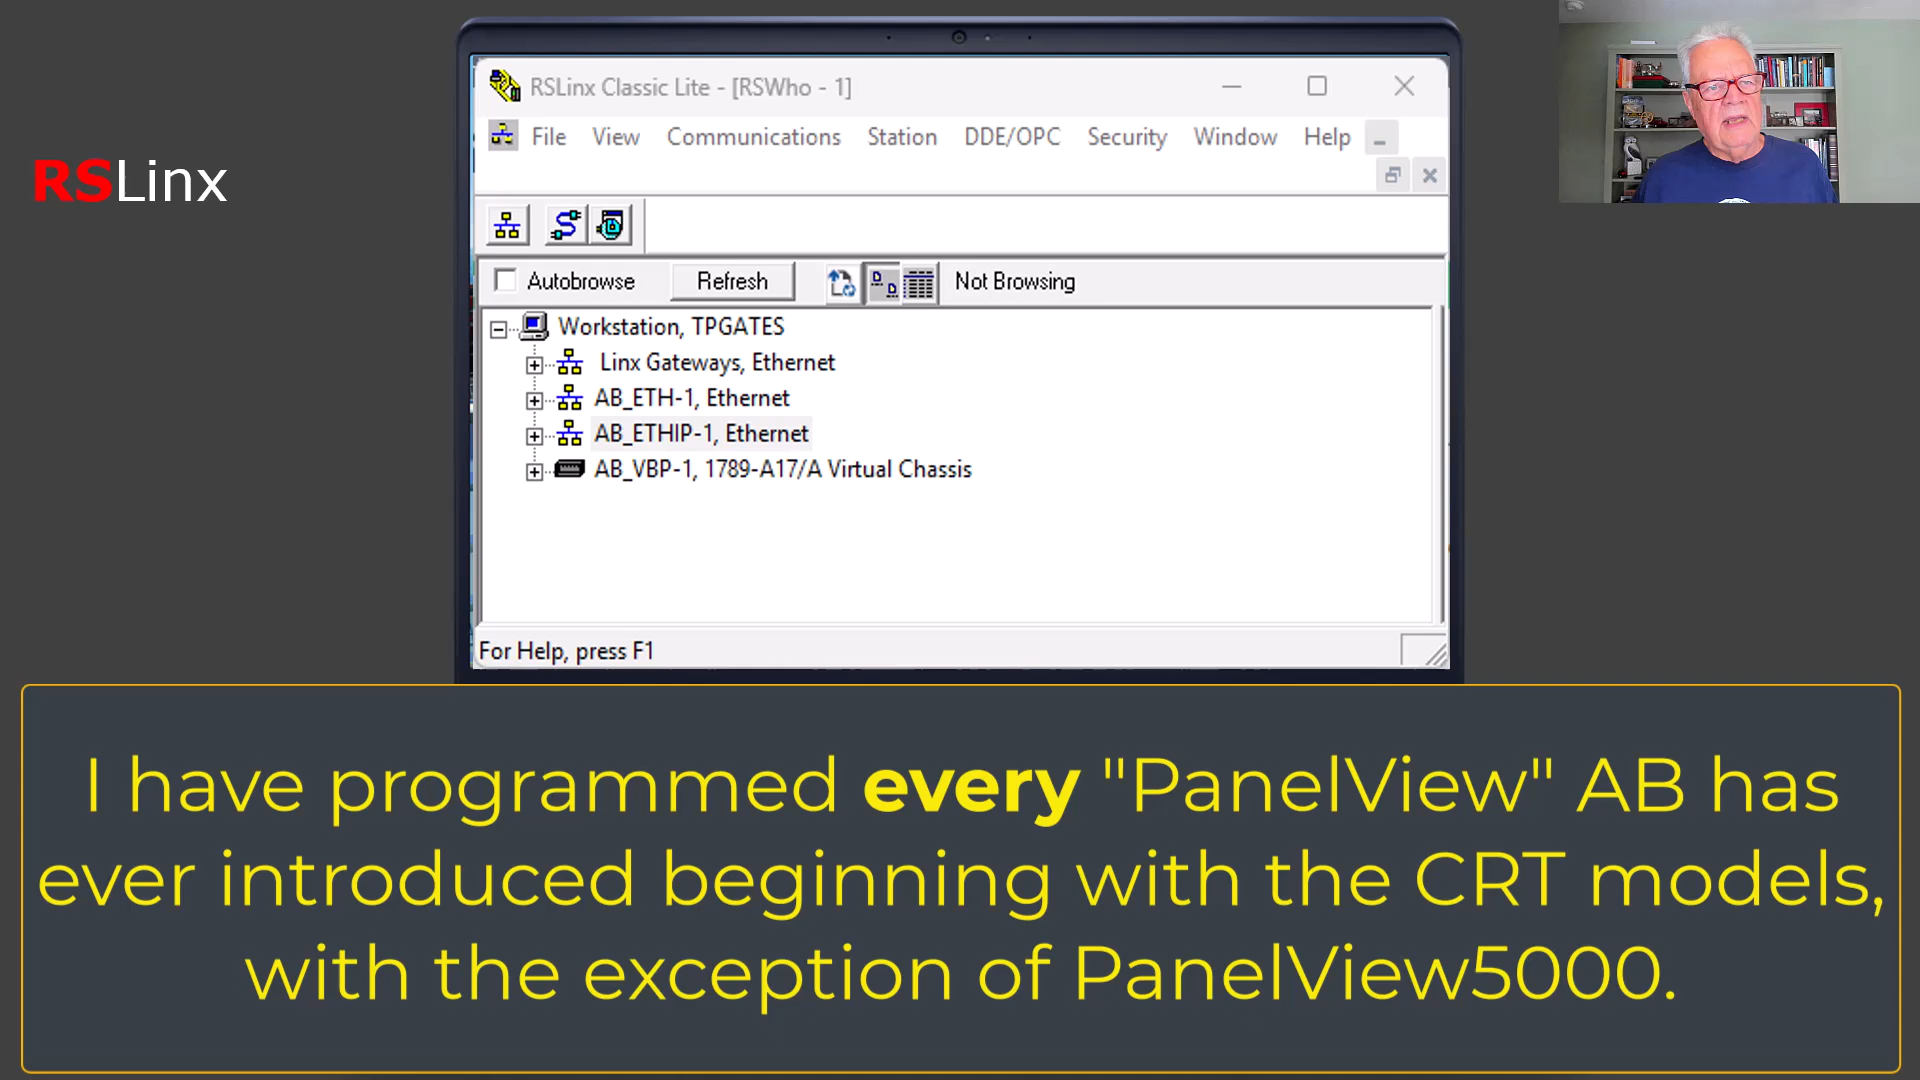 RSLinx
RSLinx Classic Lite - [RSWho - 1]
File View Communications Station DDE/OPC Security Window Help
Autobrowse Refresh Not Browsing
Workstation, TPGATES
Linx Gateways, Ethernet
AB_ETH-1, Ethernet
AB_ETHIP-1, Ethernet
AB_VBP-1, 1789-A17/A Virtual Chassis
For Help, press F1
I have programmed every "PanelView" AB has
ever introduced beginning with the CRT models,
with the exception of PanelView5000.